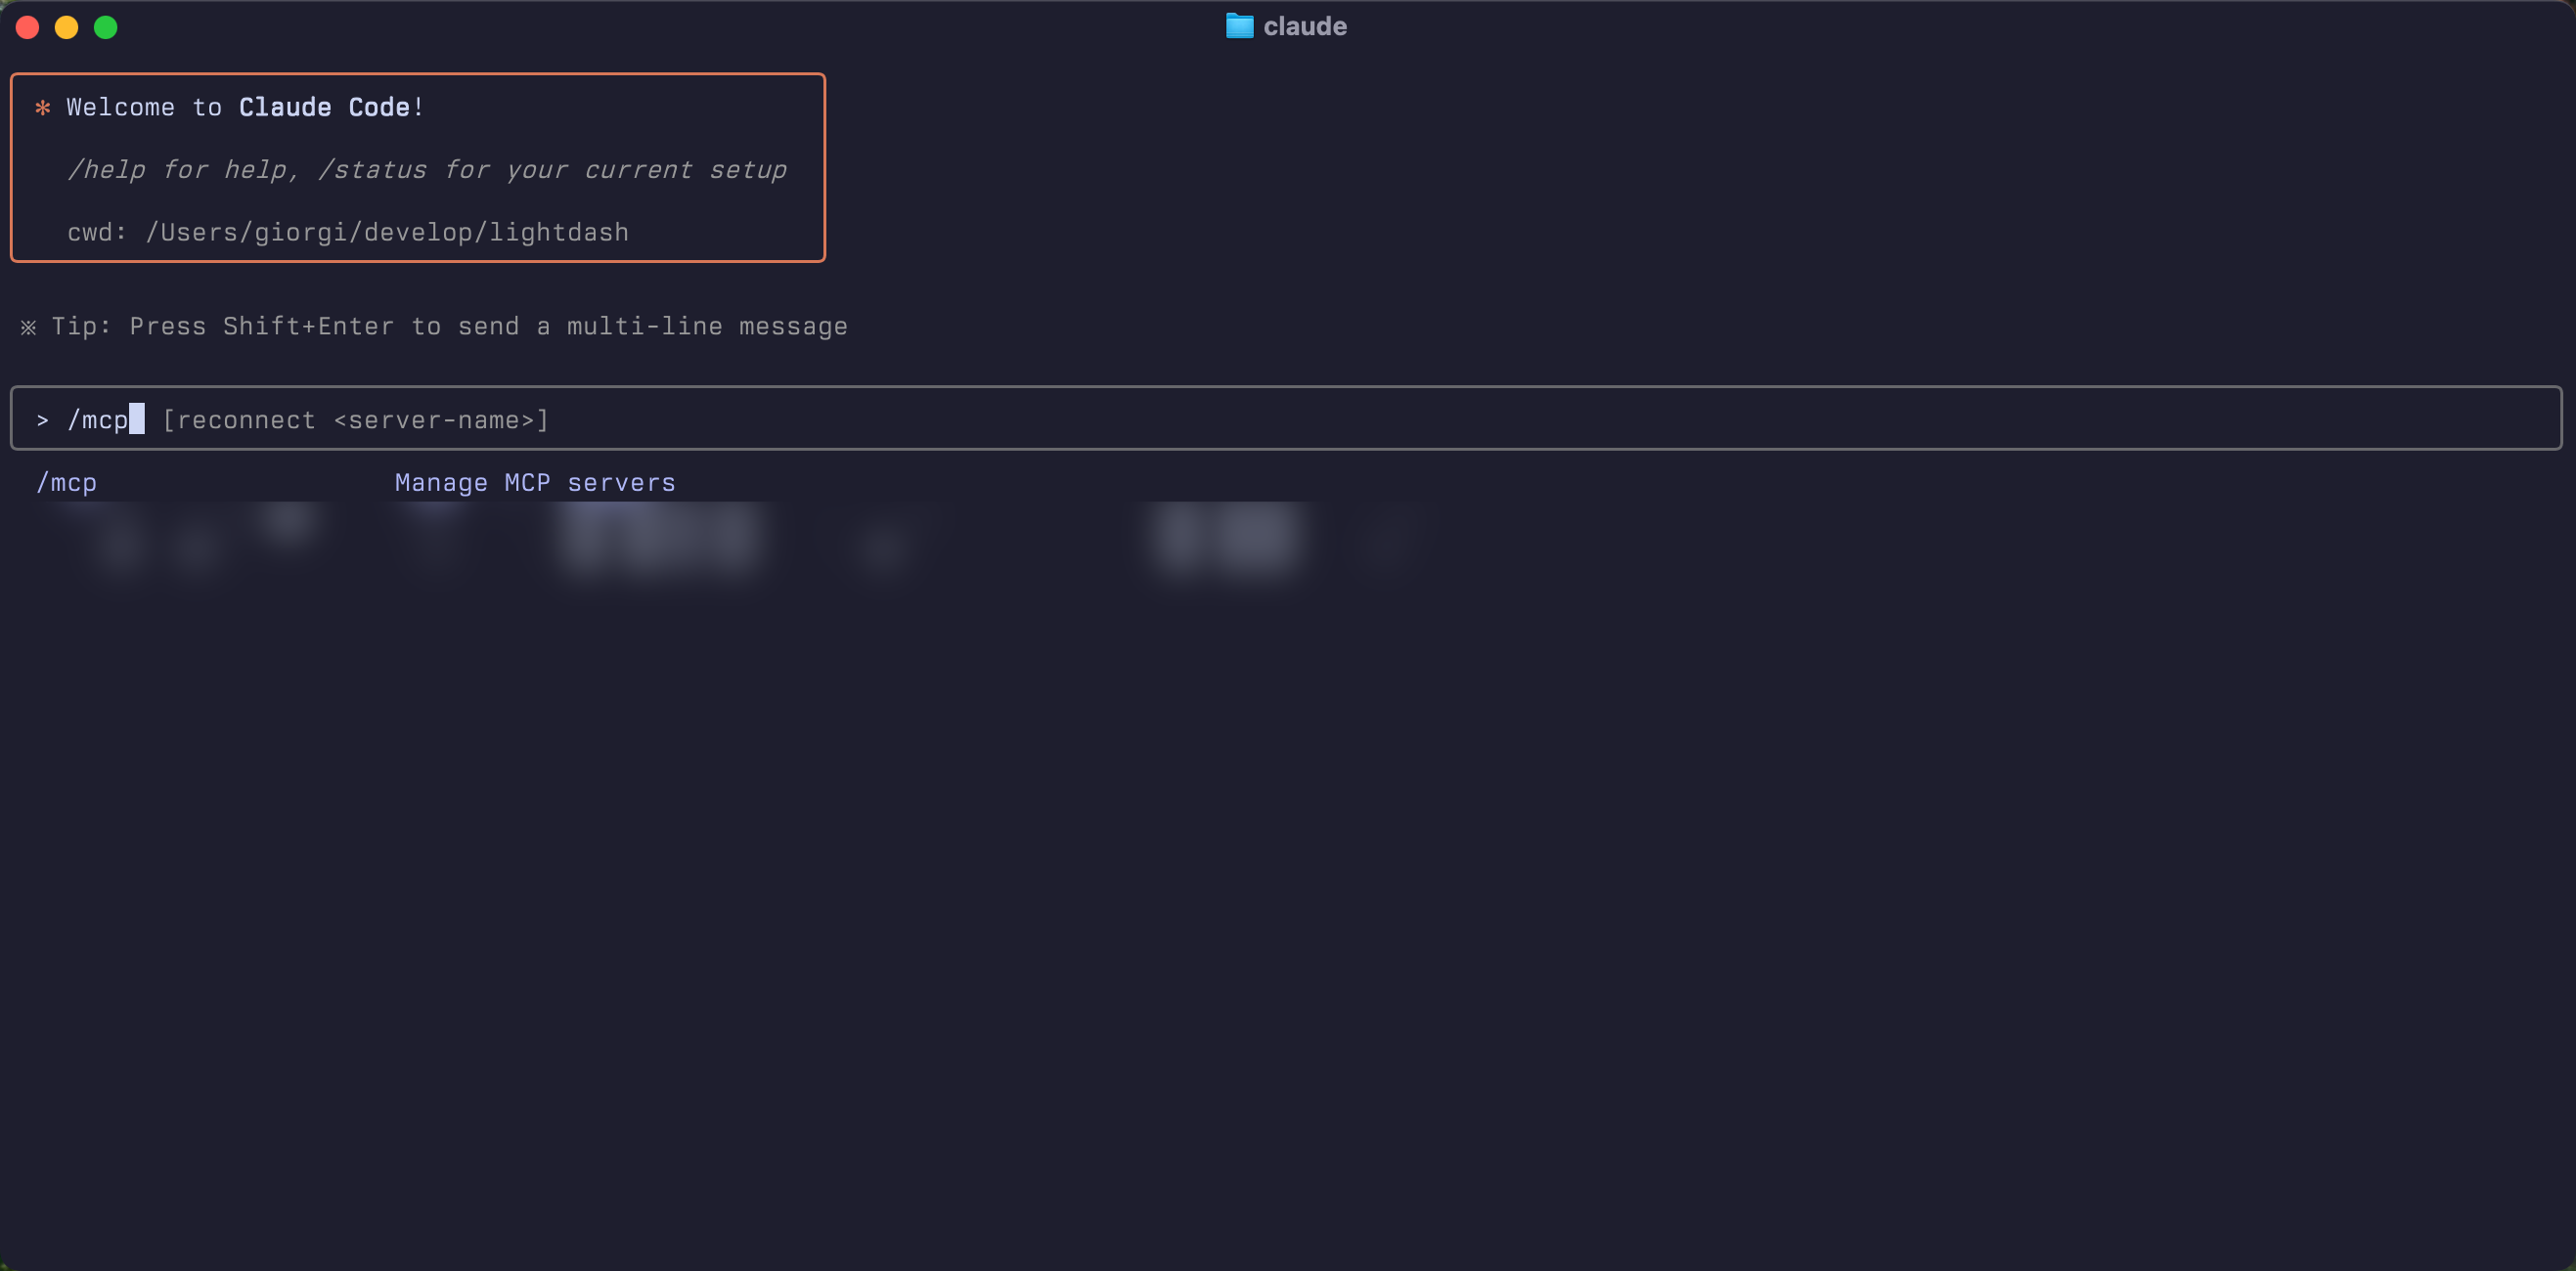 claude
✻ Welcome to Claude Code!
/help for help, /status for your current setup
cwd: /Users/giorgi/develop/lightdash
※ Tip: Press Shift+Enter to send a multi-line message
> /mcp [reconnect <server-name>]
/mcp Manage MCP servers